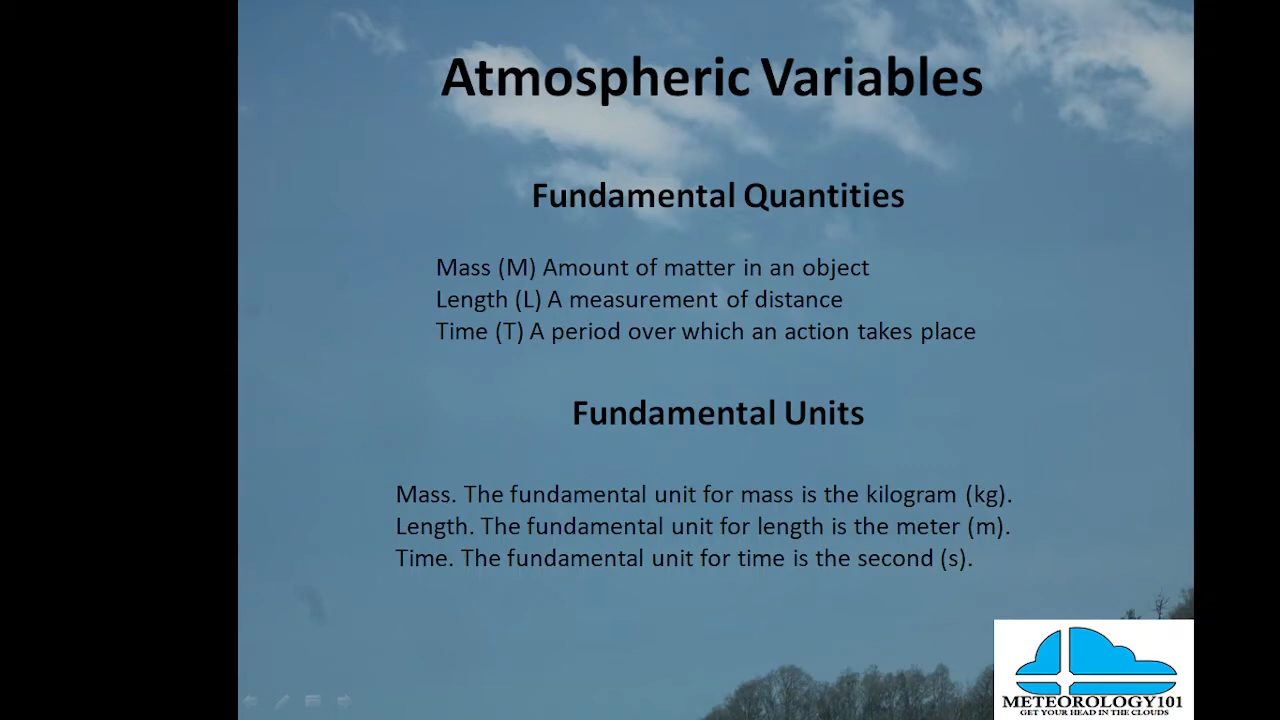 Atmospheric Variables
Fundamental Quantities
Mass (M) Amount of matter in an object
Length (L) A measurement of distance
Time (T) A period over which an action takes place
Fundamental Units
Mass. The fundamental unit for mass is the kilogram (kg).
Length. The fundamental unit for length is the meter (m).
Time. The fundamental unit for time is the second (s).
METEOROLOGY101
GET YOUR HEAD IN THE CLOUDS